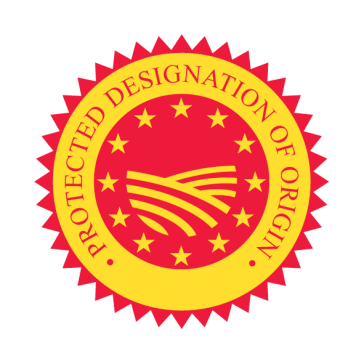 • PROTECTED DESIGNATION OF ORIGIN •